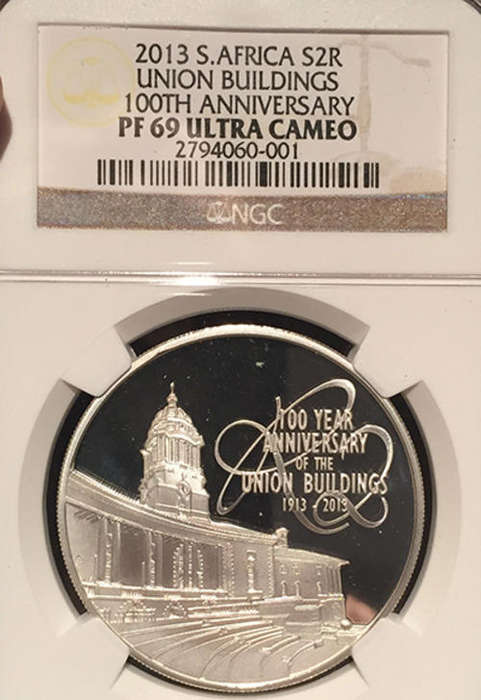 2013 S.AFRICA S2R
UNION BUILDINGS
100TH ANNIVERSARY
PF 69 ULTRA CAMEO
2794060-001
NGC
100 YEAR
ANNIVERSARY
OF THE
UNION BUILDINGS
1913 - 2013